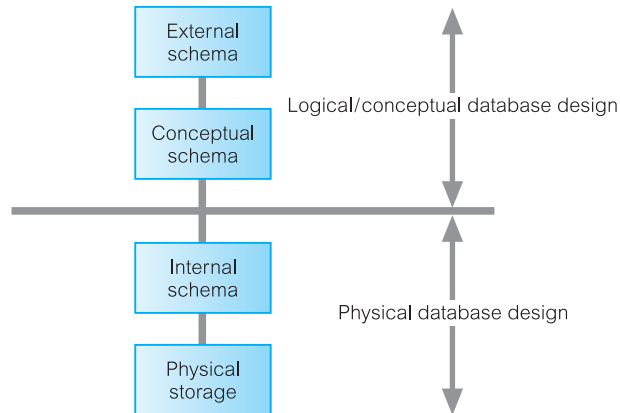 External
schema
Logical/conceptual database design
Conceptual
schema
Internal
schema
Physical database design
Physical
storage